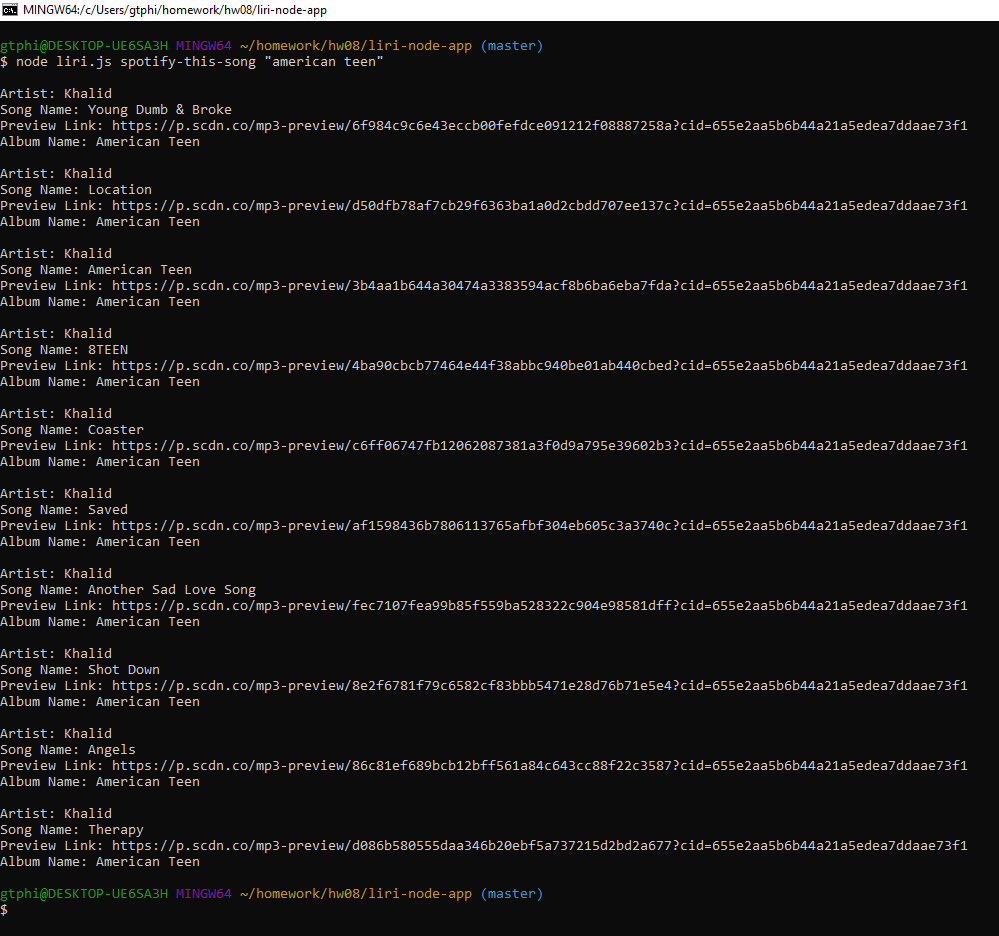 MINGW64:/c/Users/gtphi/homework/hw08/liri-node-app
gtphi@DESKTOP-UE6SA3H MINGW64 ~/homework/hw08/liri-node-app (master)
$ node liri.js spotify-this-song "american teen"
Artist: Khalid
Song Name: Young Dumb & Broke
Preview Link: https://p.scdn.co/mp3-preview/6f984c9c6e43eccb00fefdce091212f08887258a?cid=655e2aa5b6b44a21a5edea7ddaae73f1
Album Name: American Teen
Artist: Khalid
Song Name: Location
Preview Link: https://p.scdn.co/mp3-preview/d50dfb78af7cb29f6363ba1a0d2cbdd707ee137c?cid=655e2aa5b6b44a21a5edea7ddaae73f1
Album Name: American Teen
Artist: Khalid
Song Name: American Teen
Preview Link: https://p.scdn.co/mp3-preview/3b4aa1b644a30474a3383594acf8b6ba6eba7fda?cid=655e2aa5b6b44a21a5edea7ddaae73f1
Album Name: American Teen
Artist: Khalid
Song Name: 8TEEN
Preview Link: https://p.scdn.co/mp3-preview/4ba90cbcb77464e44f38abbc940be01ab440cbed?cid=655e2aa5b6b44a21a5edea7ddaae73f1
Album Name: American Teen
Artist: Khalid
Song Name: Coaster
Preview Link: https://p.scdn.co/mp3-preview/c6ff06747fb12062087381a3f0d9a795e39602b3?cid=655e2aa5b6b44a21a5edea7ddaae73f1
Album Name: American Teen
Artist: Khalid
Song Name: Saved
Preview Link: https://p.scdn.co/mp3-preview/af1598436b7806113765afbf304eb605c3a3740c?cid=655e2aa5b6b44a21a5edea7ddaae73f1
Album Name: American Teen
Artist: Khalid
Song Name: Another Sad Love Song
Preview Link: https://p.scdn.co/mp3-preview/fec7107fea99b85f559ba528322c904e98581dff?cid=655e2aa5b6b44a21a5edea7ddaae73f1
Album Name: American Teen
Artist: Khalid
Song Name: Shot Down
Preview Link: https://p.scdn.co/mp3-preview/8e2f6781f79c6582cf83bbb5471e28d76b71e5e4?cid=655e2aa5b6b44a21a5edea7ddaae73f1
Album Name: American Teen
Artist: Khalid
Song Name: Angels
Preview Link: https://p.scdn.co/mp3-preview/86c81ef689bcb12bff561a84c643cc88f22c3587?cid=655e2aa5b6b44a21a5edea7ddaae73f1
Album Name: American Teen
Artist: Khalid
Song Name: Therapy
Preview Link: https://p.scdn.co/mp3-preview/d086b580555daa346b20ebf5a737215d2bd2a677?cid=655e2aa5b6b44a21a5edea7ddaae73f1
Album Name: American Teen
gtphi@DESKTOP-UE6SA3H MINGW64 ~/homework/hw08/liri-node-app (master)
$